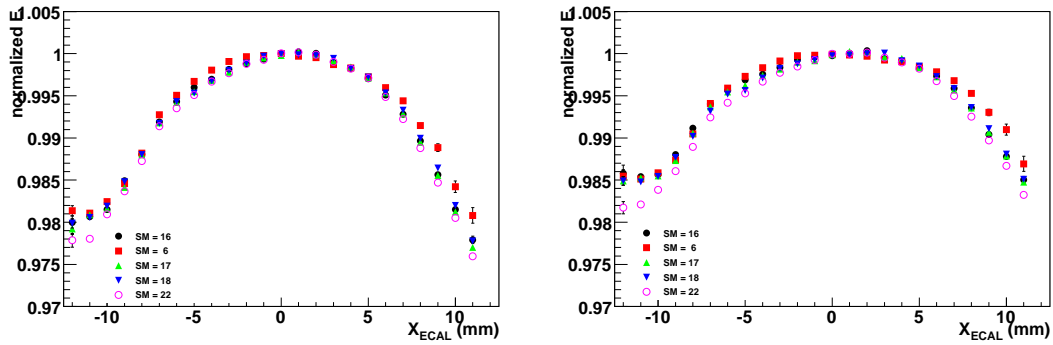 normalized E
1.005
1
0.995
0.99
0.985
0.98
0.975
0.97
SM = 16
SM = 6
SM = 17
SM = 18
SM = 22
-10 -5 0 5 10
X_ECAL (mm)
normalized E
1.005
1
0.995
0.99
0.985
0.98
0.975
0.97
SM = 16
SM = 6
SM = 17
SM = 18
SM = 22
-10 -5 0 5 10
X_ECAL (mm)